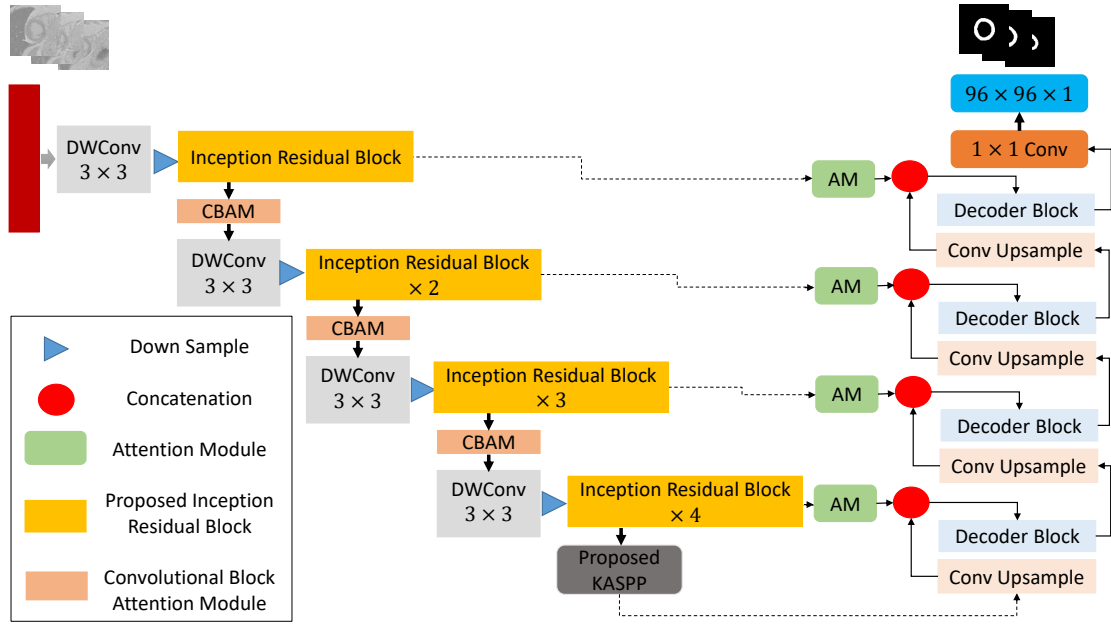 96 × 96 × 1
1 × 1 Conv
DWConv
3 × 3
Inception Residual Block
AM
Decoder Block
CBAM
Conv Upsample
DWConv
3 × 3
Inception Residual Block
× 2
AM
Decoder Block
CBAM
Conv Upsample
DWConv
3 × 3
Inception Residual Block
× 3
AM
Decoder Block
CBAM
Conv Upsample
DWConv
3 × 3
Inception Residual Block
× 4
AM
Decoder Block
Proposed
KASPP
Conv Upsample
Down Sample
Concatenation
Attention Module
Proposed Inception
Residual Block
Convolutional Block
Attention Module